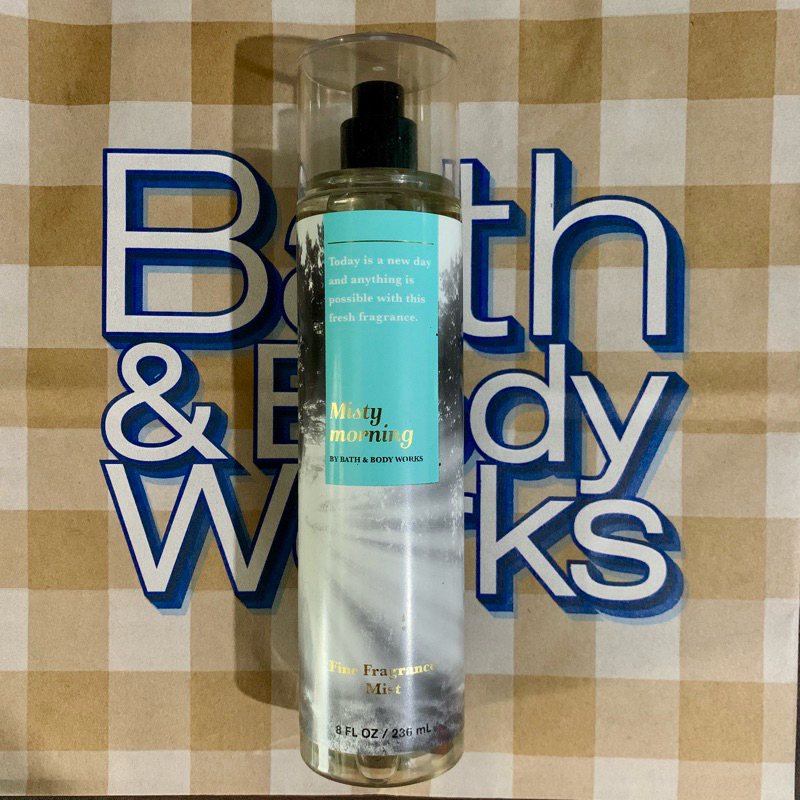 Bath
& Body
Works
Today is a new day
and anything is
possible with this
fresh fragrance.
Misty
morning
BY BATH & BODY WORKS
Fine Fragrance
Mist
8 FL OZ / 236 mL